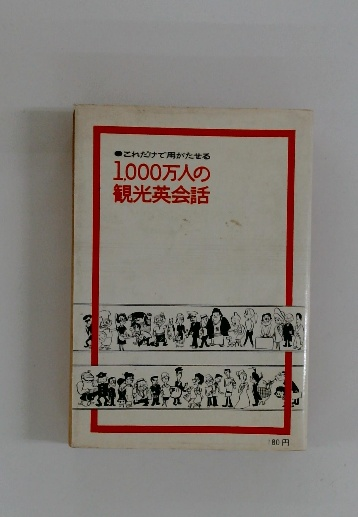 ●これだけで用がたせる
1,000万人の
観光英会話
180円